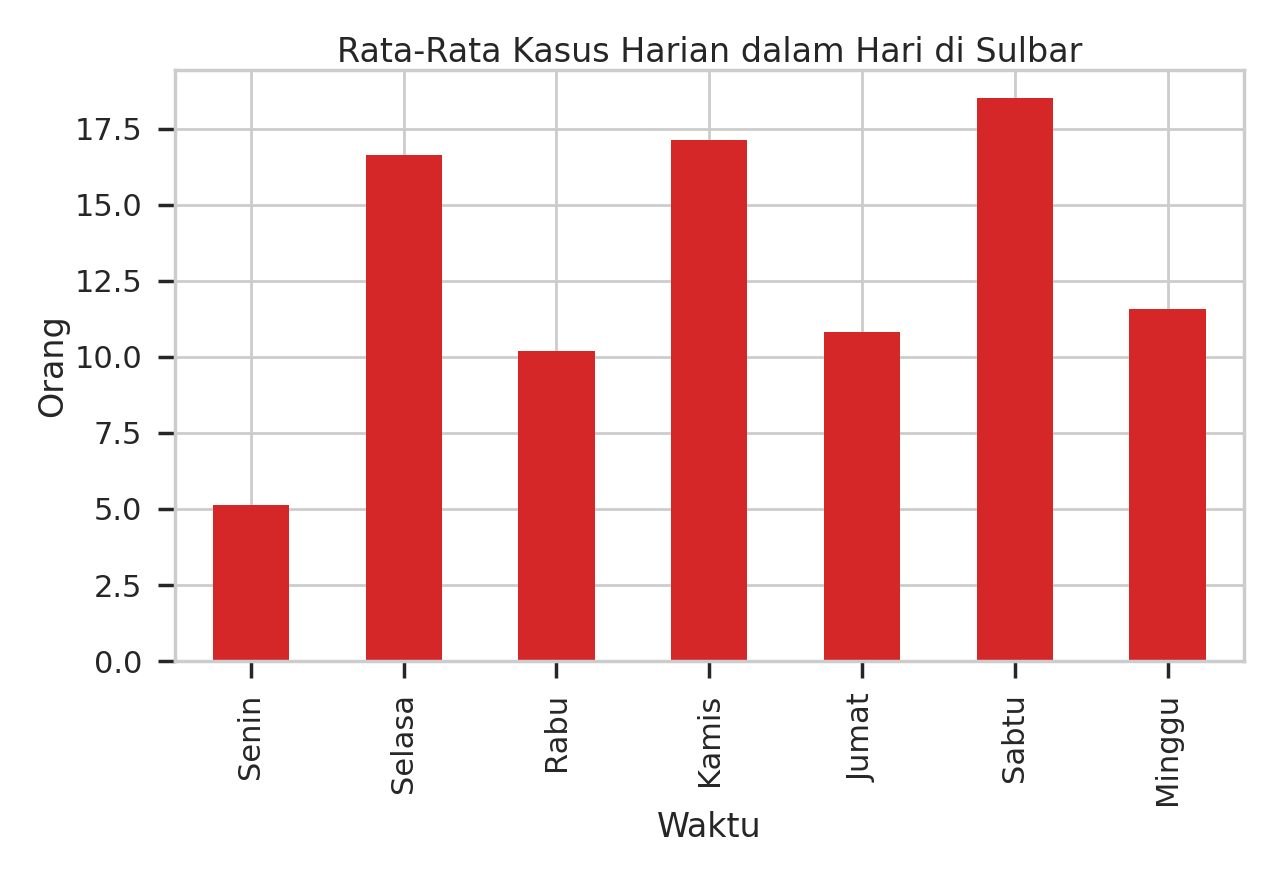 Rata-Rata Kasus Harian dalam Hari di Sulbar
17.5
15.0
12.5
10.0
7.5
5.0
2.5
0.0
Orang
Senin
Selasa
Rabu
Kamis
Jumat
Sabtu
Minggu
Waktu